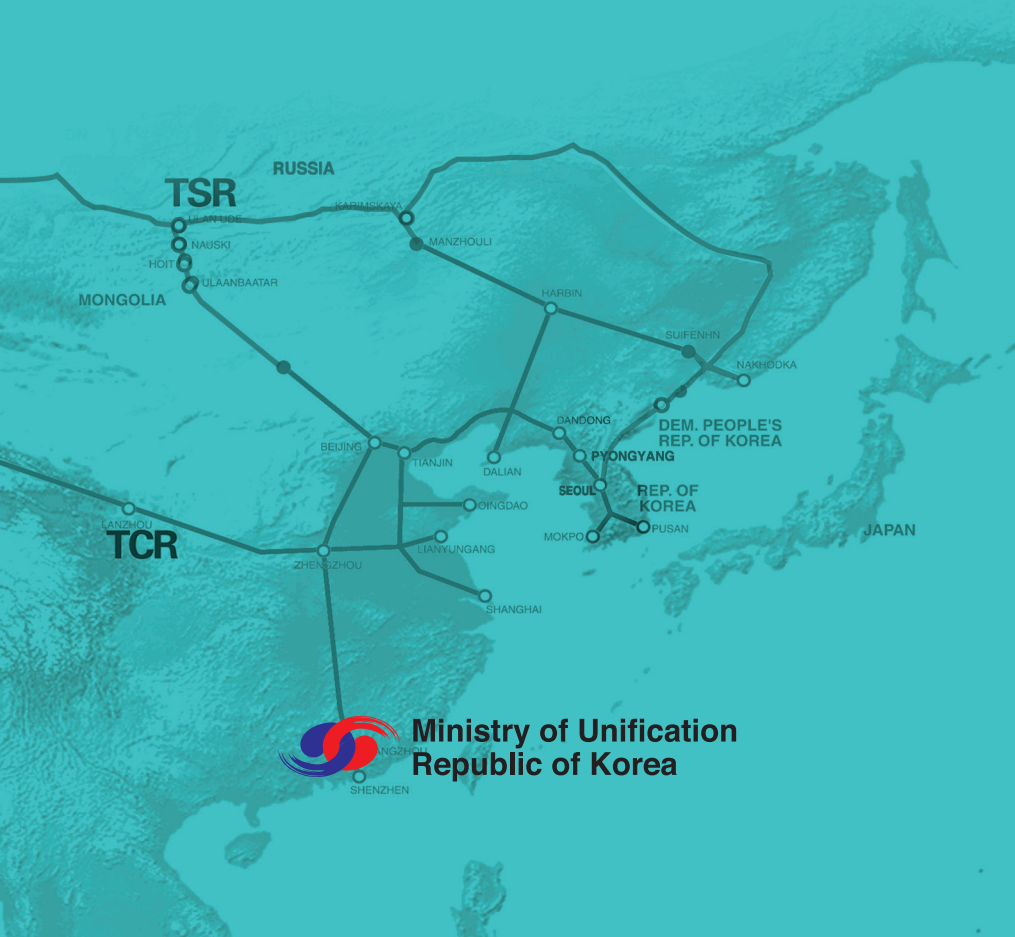 RUSSIA
TSR
ULAN UDE
KARIMSKAYA
NAUSKI
MANZHOULI
HOIT
ULAANBAATAR
MONGOLIA
HARBIN
SUIFENHN
NAKHODKA
DANDONG
DEM. PEOPLE'S
REP. OF KOREA
BEIJING
TIANJIN
PYONGYANG
DALIAN
SEOUL
REP. OF
KOREA
QINGDAO
LANZHOU
PUSAN
JAPAN
MOKPO
TCR
LIANYUNGANG
ZHENGZHOU
SHANGHAI
Ministry of Unification
ANGZHOU
Republic of Korea
SHENZHEN